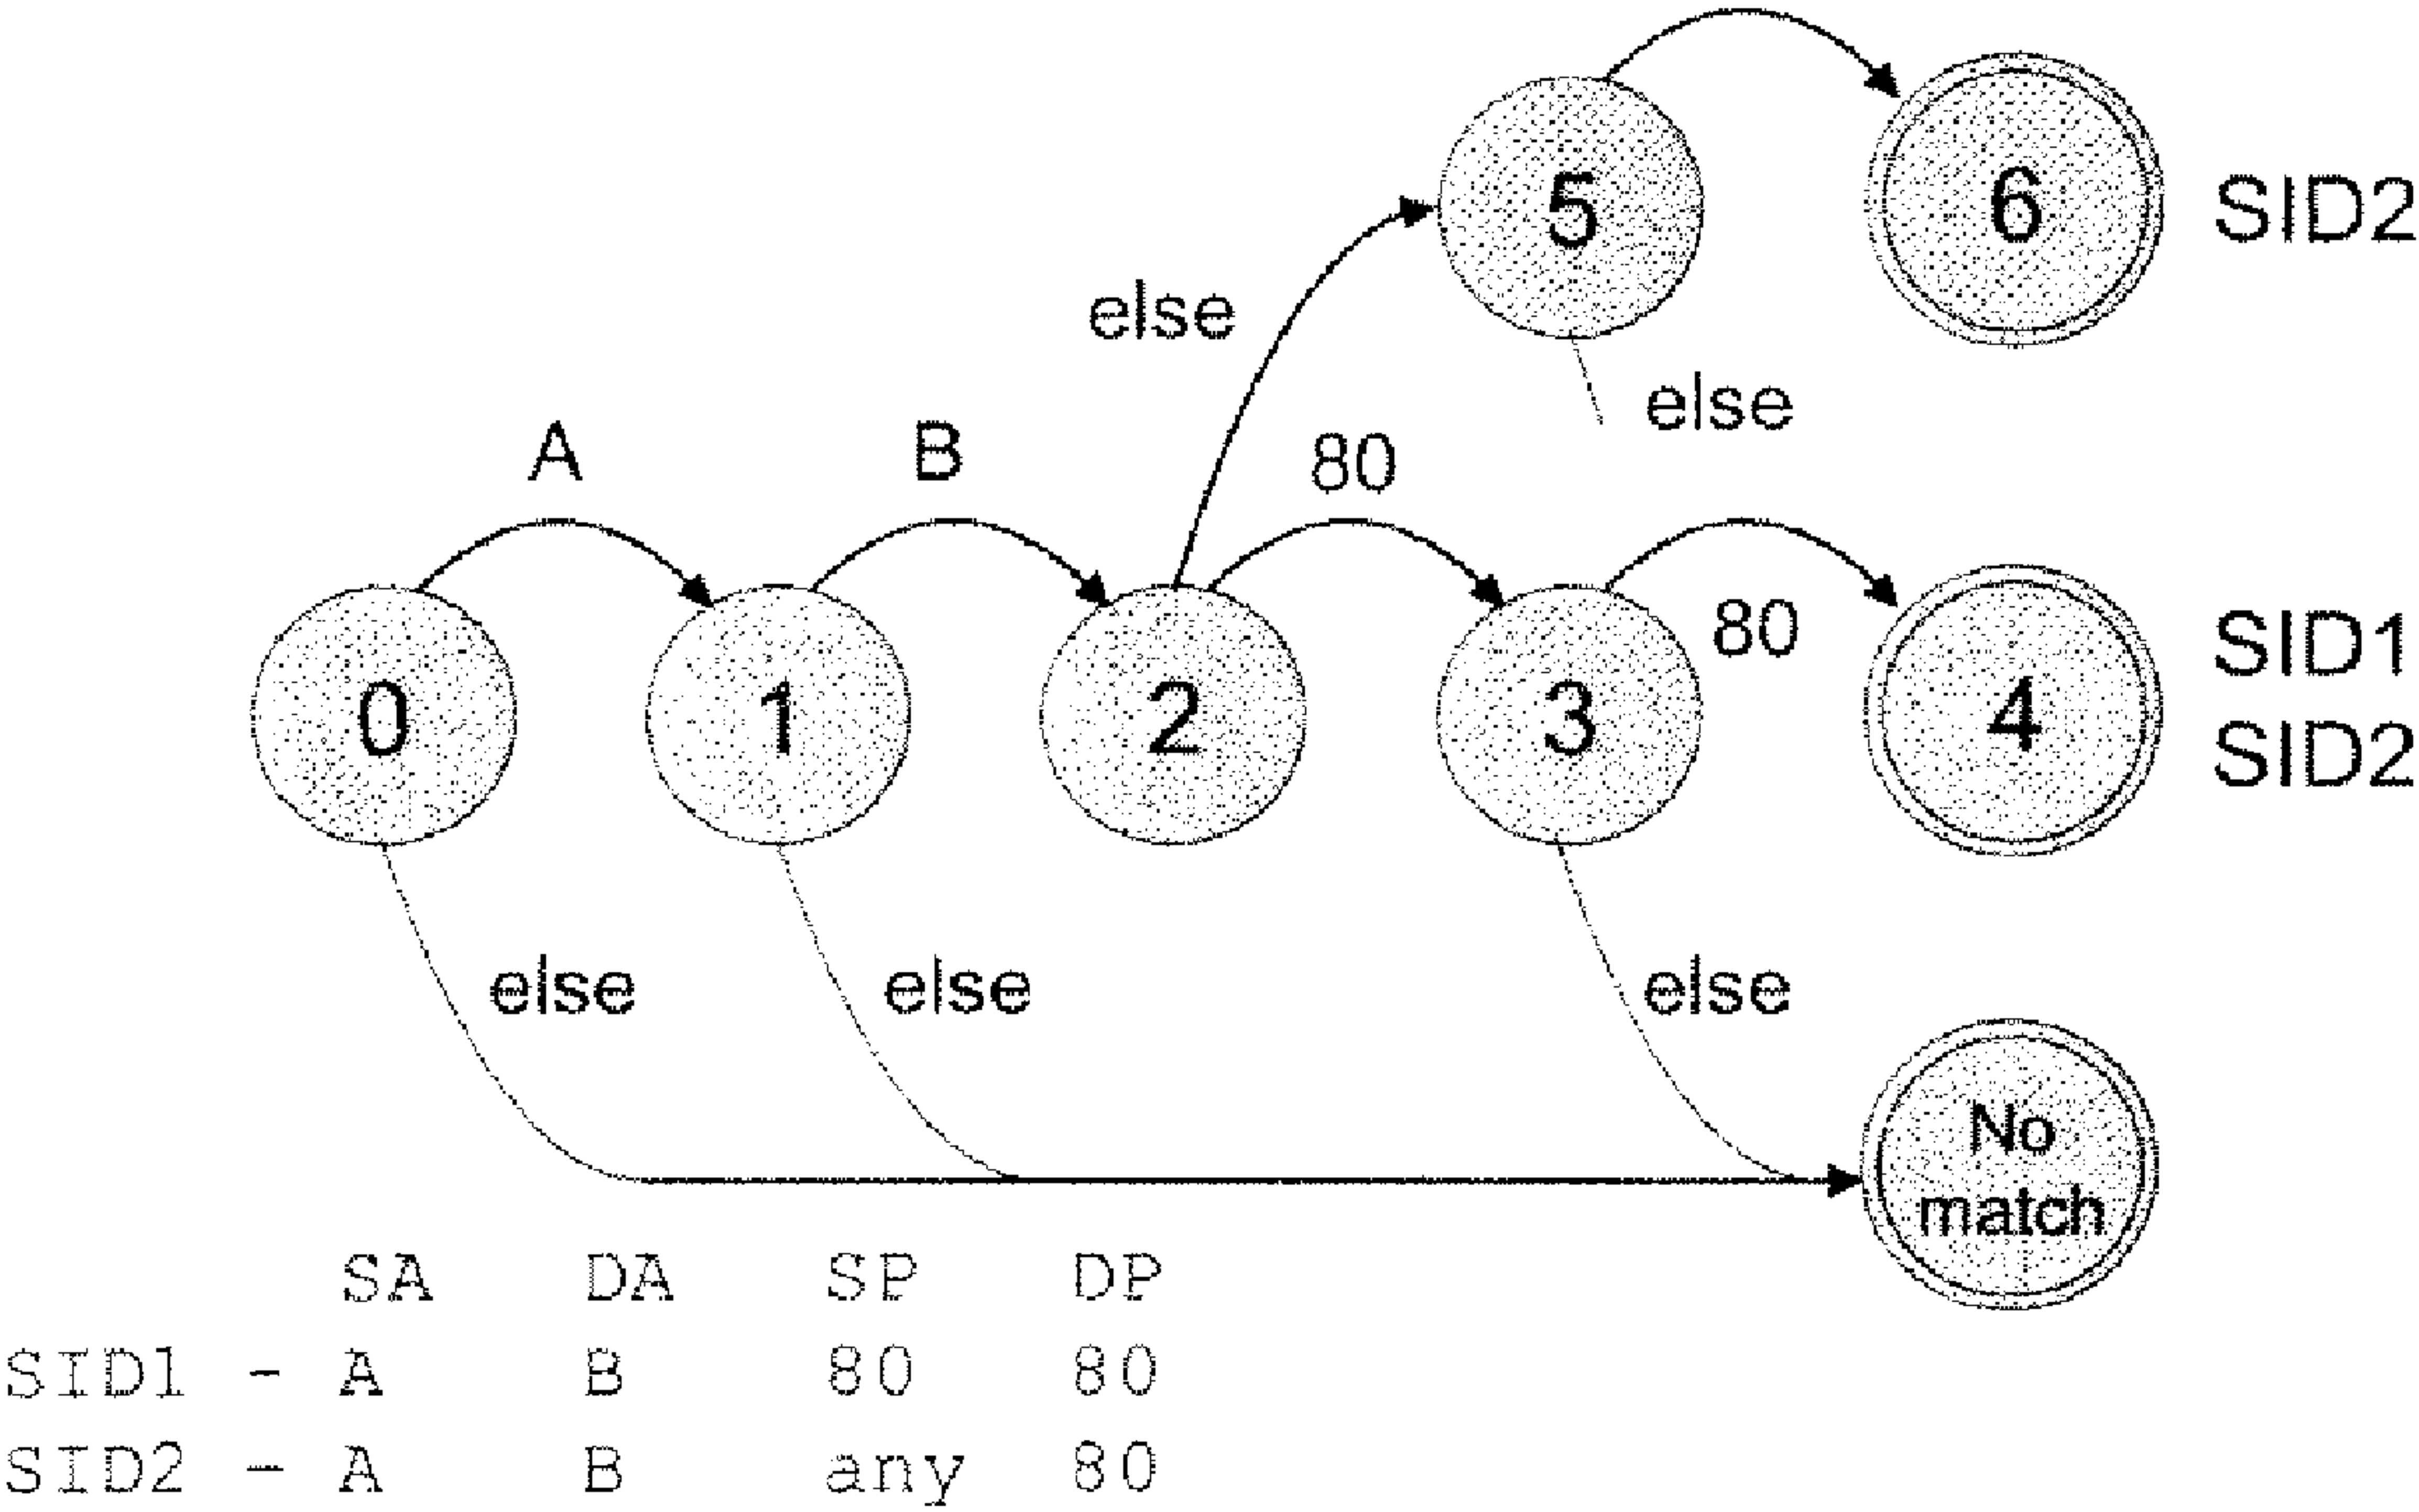 5
6
SID2
else
else
A
B
80
80
SID1
0
1
2
3
4
SID2
else
else
else
No
match
SA DA SP DP
SID1 - A B 80 80
SID2 - A B any 80